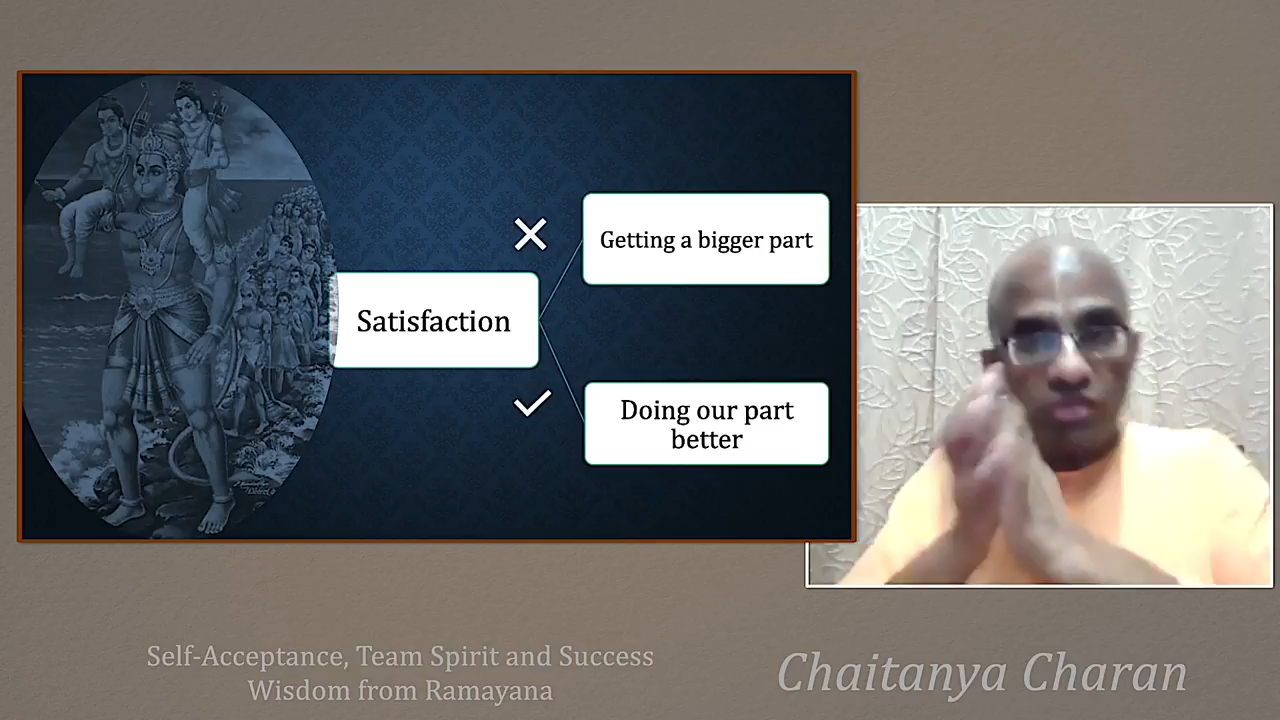 Satisfaction
Getting a bigger part
Doing our part
better
Self-Acceptance, Team Spirit and Success
Wisdom from Ramayana
Chaitanya Charan